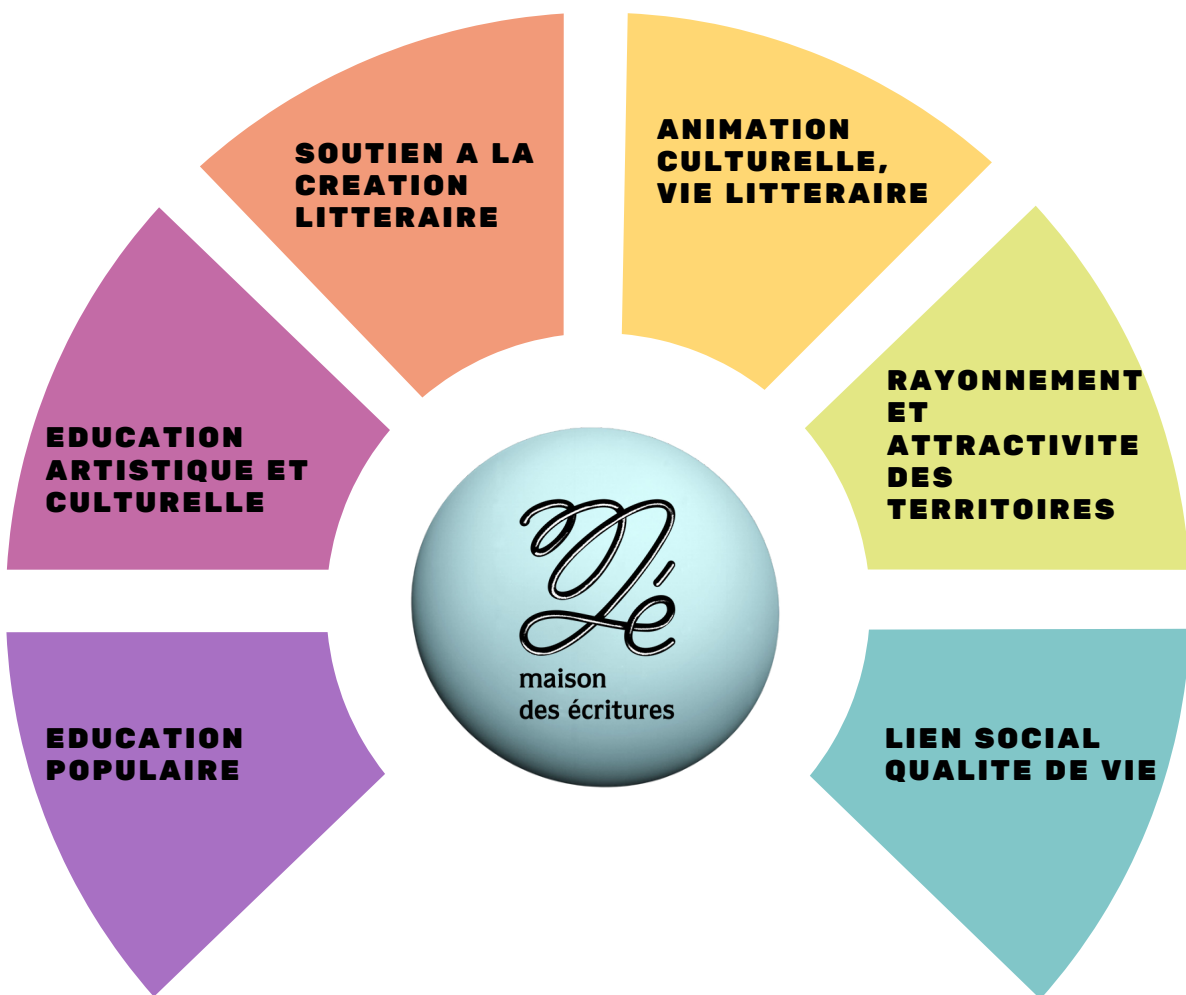 SOUTIEN A LA
CREATION
LITTERAIRE
ANIMATION
CULTURELLE,
VIE LITTERAIRE
EDUCATION
ARTISTIQUE ET
CULTURELLE
RAYONNEMENT
ET
ATTRACTIVITE
DES
TERRITOIRES
Mé
maison
des écritures
EDUCATION
POPULAIRE
LIEN SOCIAL
QUALITE DE VIE